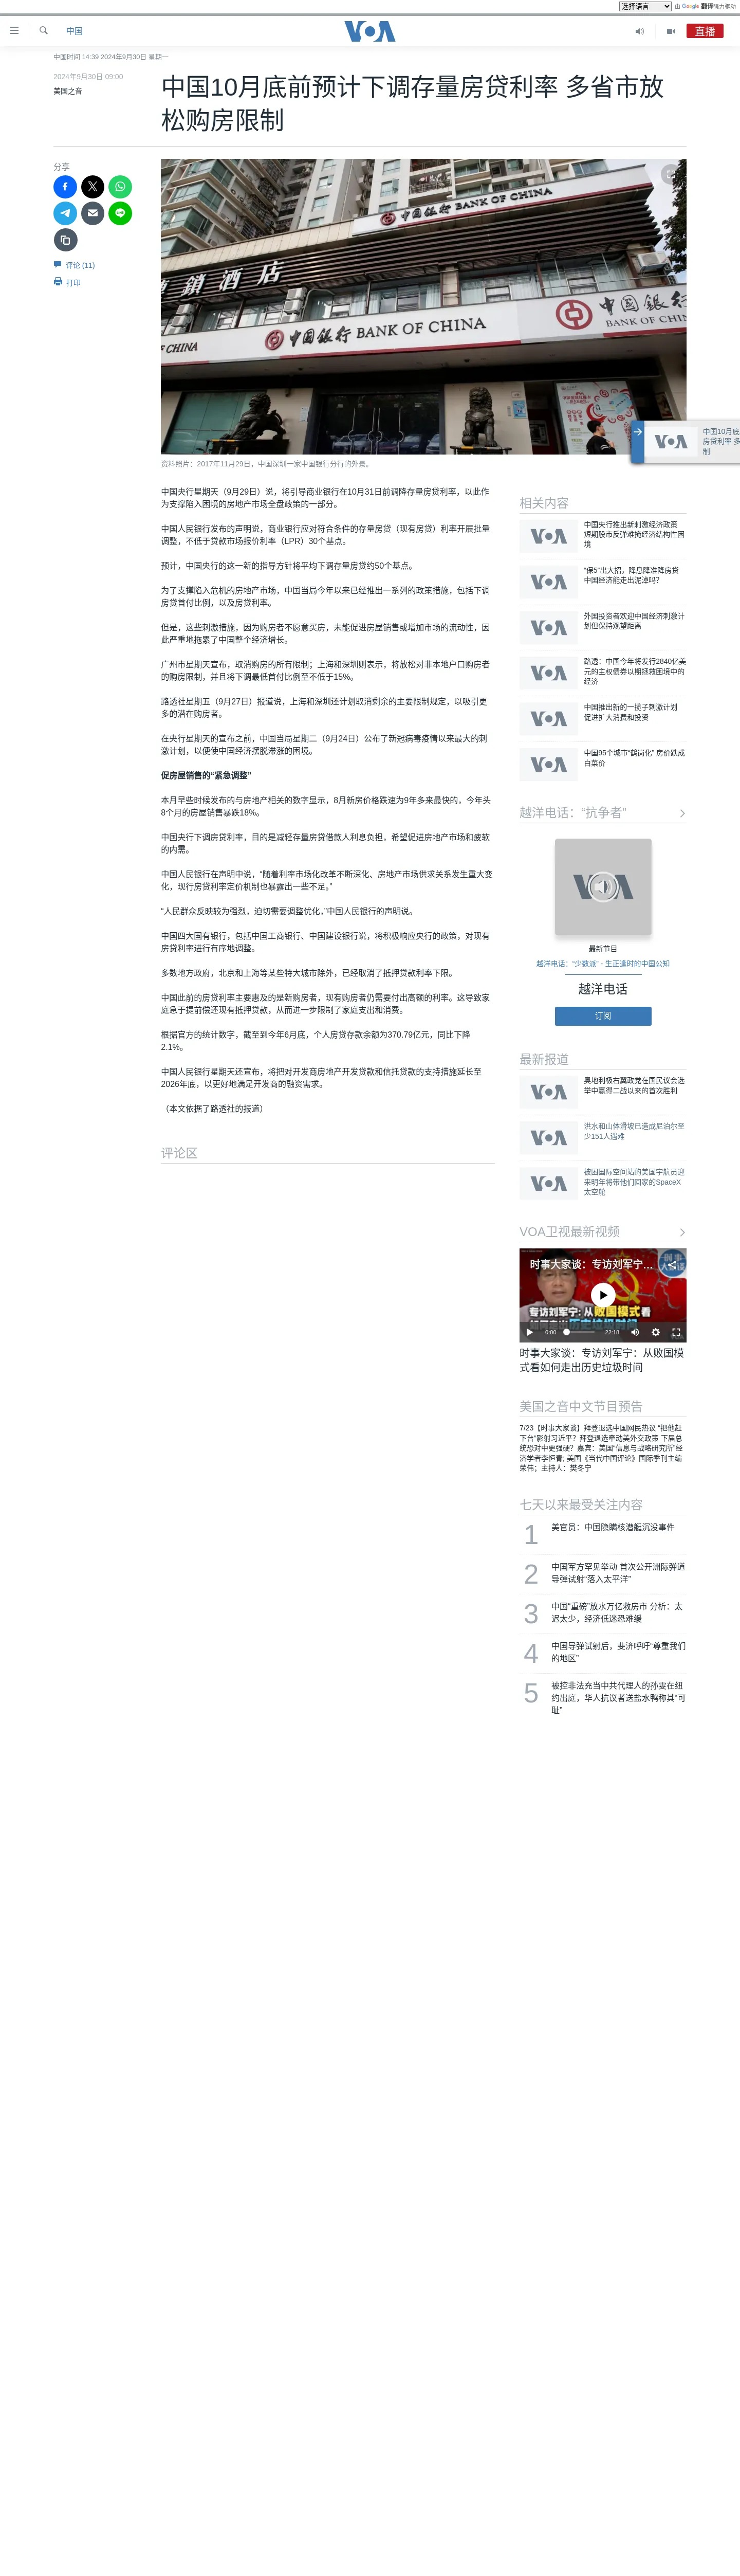 选择语言 由 Google 翻译强力驱动
中国
VOA
直播
中国时间 14:39 2024年9月30日 星期一
2024年9月30日 09:00
美国之音
中国10月底前预计下调存量房贷利率 多省市放
松购房限制
分享
评论 (11)
打印
鎖酒店
中国银行 BANK OF CHINA
中国银行 BANK OF CHINA
中国银行
BANK OF CHINA
F CHINA
资料照片：2017年11月29日，中国深圳一家中国银行分行的外景。
VOA
中国10月底
房贷利率 多
制
中国央行星期天（9月29日）说，将引导商业银行在10月31日前调降存量房贷利率，以此作
为支撑陷入困境的房地产市场全盘政策的一部分。
中国人民银行发布的声明说，商业银行应对符合条件的存量房贷（现有房贷）利率开展批量
调整，不低于贷款市场报价利率（LPR）30个基点。
预计，中国央行的这一新的指导方针将平均下调存量房贷约50个基点。
为了支撑陷入危机的房地产市场，中国当局今年以来已经推出一系列的政策措施，包括下调
房贷首付比例，以及房贷利率。
但是，这些刺激措施，因为购房者不愿意买房，未能促进房屋销售或增加市场的流动性，因
此严重地拖累了中国整个经济增长。
广州市星期天宣布，取消购房的所有限制；上海和深圳则表示，将放松对非本地户口购房者
的购房限制，并且将下调最低首付比例至不低于15%。
路透社星期五（9月27日）报道说，上海和深圳还计划取消剩余的主要限制规定，以吸引更
多的潜在购房者。
在央行星期天的宣布之前，中国当局星期二（9月24日）公布了新冠病毒疫情以来最大的刺
激计划，以便使中国经济摆脱滞涨的困境。
促房屋销售的“紧急调整”
本月早些时候发布的与房地产相关的数字显示，8月新房价格跌速为9年多来最快的，今年头
8个月的房屋销售暴跌18%。
中国央行下调房贷利率，目的是减轻存量房贷借款人利息负担，希望促进房地产市场和疲软
的内需。
中国人民银行在声明中说，“随着利率市场化改革不断深化、房地产市场供求关系发生重大变
化，现行房贷利率定价机制也暴露出一些不足。”
“人民群众反映较为强烈，迫切需要调整优化，”中国人民银行的声明说。
中国四大国有银行，包括中国工商银行、中国建设银行说，将积极响应央行的政策，对现有
房贷利率进行有序地调整。
多数地方政府，北京和上海等某些特大城市除外，已经取消了抵押贷款利率下限。
中国此前的房贷利率主要惠及的是新购房者，现有购房者仍需要付出高额的利率。这导致家
庭急于提前偿还现有抵押贷款，从而进一步限制了家庭支出和消费。
根据官方的统计数字，截至到今年6月底，个人房贷存款余额为370.79亿元，同比下降
2.1%。
中国人民银行星期天还宣布，将把对开发商房地产开发贷款和信托贷款的支持措施延长至
2026年底，以更好地满足开发商的融资需求。
（本文依据了路透社的报道）
评论区
相关内容
VOA
中国央行推出新刺激经济政策
短期股市反弹难掩经济结构性困
境
VOA
“保5”出大招，降息降准降房贷
中国经济能走出泥淖吗?
VOA
外国投资者欢迎中国经济刺激计
划但保持观望距离
VOA
路透：中国今年将发行2840亿美
元的主权债券以期拯救困境中的
经济
VOA
中国推出新的一揽子刺激计划
促进扩大消费和投资
VOA
中国95个城市“鹤岗化” 房价跌成
白菜价
越洋电话：“抗争者”
VOA
最新节目
越洋电话：“少数派” - 生正逢时的中国公知
越洋电话
订阅
最新报道
VOA
奥地利极右翼政党在国民议会选
举中赢得二战以来的首次胜利
VOA
洪水和山体滑坡已造成尼泊尔至
少151人遇难
VOA
被困国际空间站的美国宇航员迎
来明年将带他们回家的SpaceX
太空舱
VOA卫视最新视频
时事大家谈：专访刘军宁…
专访刘军宁：从败国模式看
0:00 22:18
时事大家谈：专访刘军宁：从败国模
式看如何走出历史垃圾时间
美国之音中文节目预告
7/23【时事大家谈】拜登退选中国网民热议 “把他赶
下台”影射习近平？拜登退选牵动美外交政策 下届总
统恐对中更强硬？嘉宾：美国“信息与战略研究所”经
济学者李恒青; 美国《当代中国评论》国际季刊主编
荣伟；主持人：樊冬宁
七天以来最受关注内容
1 美官员：中国隐瞒核潜艇沉没事件
2 中国军方罕见举动 首次公开洲际弹道
导弹试射“落入太平洋”
3 中国“重磅”放水万亿救房市 分析：太
迟太少，经济低迷恐难缓
4 中国导弹试射后，斐济呼吁“尊重我们
的地区”
5 被控非法充当中共代理人的孙雯在纽
约出庭，华人抗议者送盐水鸭称其“可
耻”